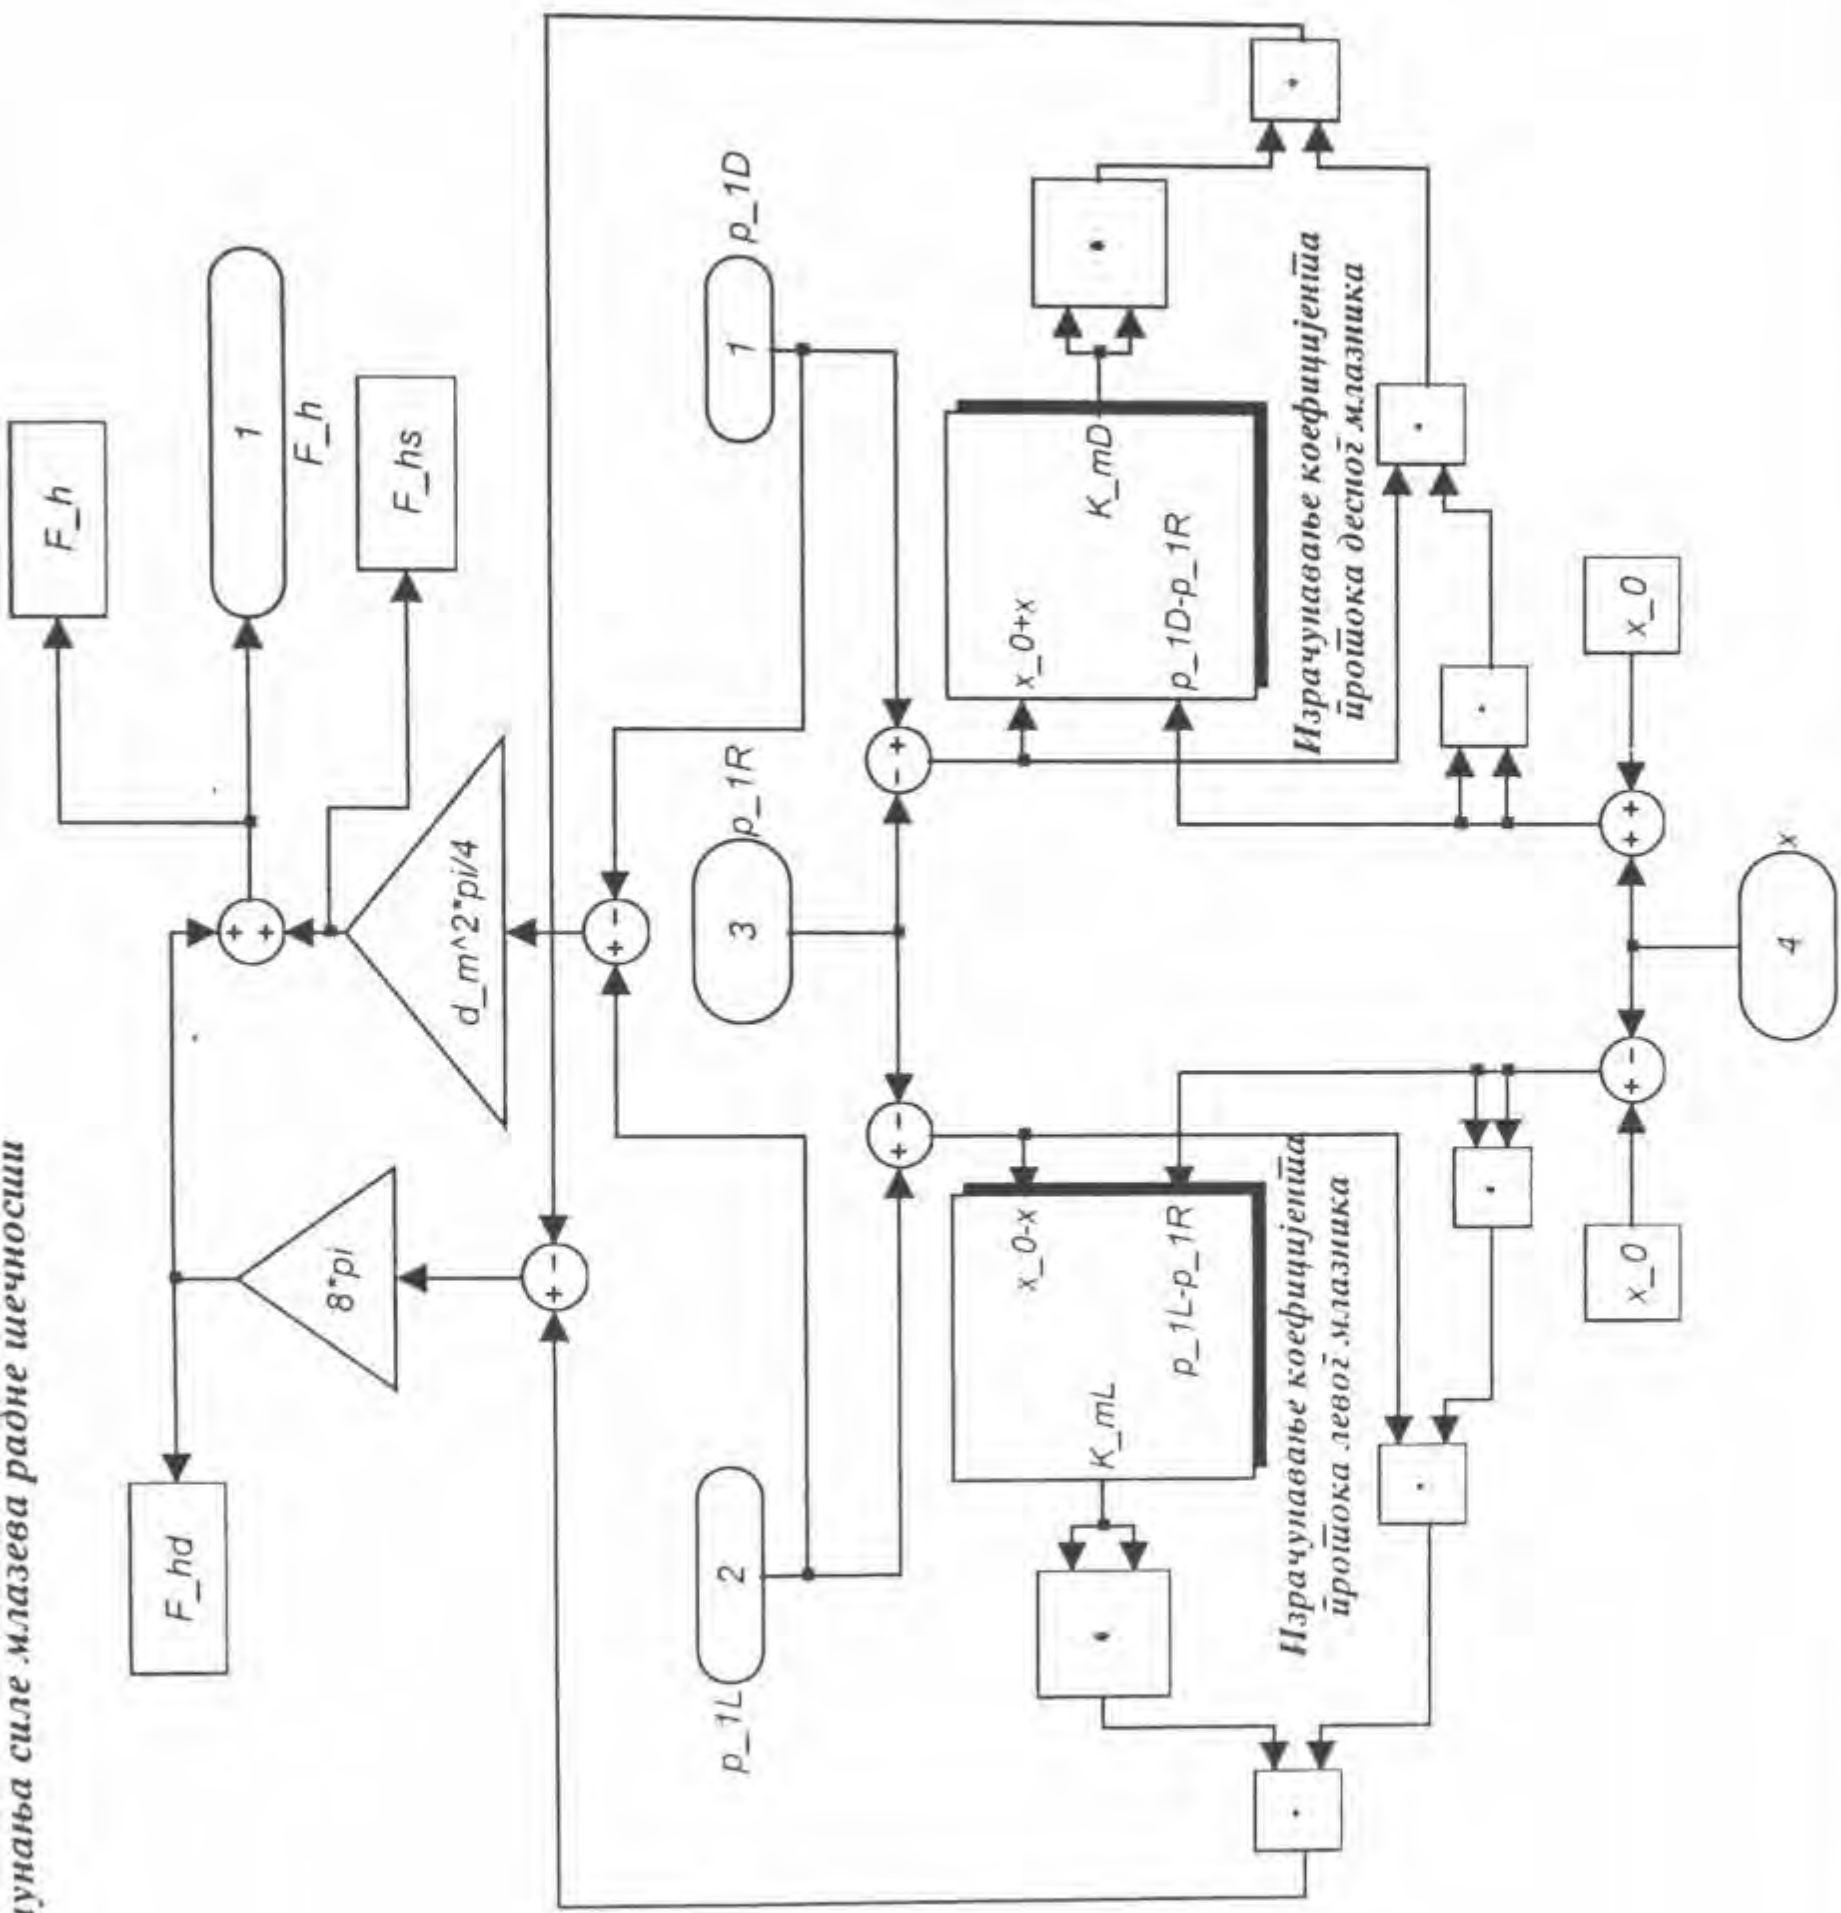 силе млазева радне шечносши
F_hd
8*pi
F_h
1
F_h
F_hs
d_m^2*pi/4
+
+
+ -
+ -
p_1L
2
3
p_1R
1
p_1D
+ -
- +
K_mL
x_0-x
p_1L-p_1R
Израчунавање коефицијента
протока левог млазника
x_0+x
p_1D-p_1R
K_mD
Израчунавање коефицијента
протока десног млазника
x_0
+ -
+ +
x_0
4
x